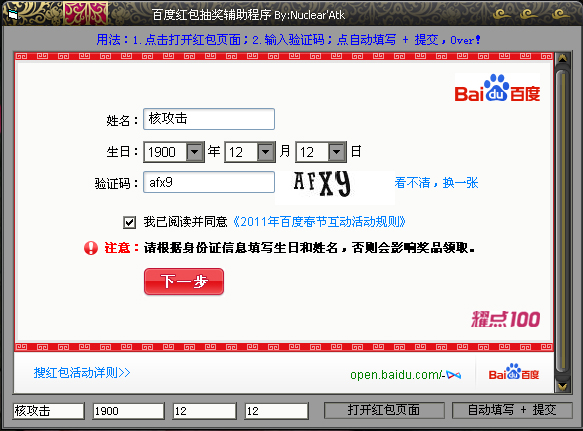 百度红包抽奖辅助程序 By:Nuclear'Atk
用法：1.点击打开红包页面；2.输入验证码；点自动填写 + 提交，Over!
Bai du 百度
姓名： 核攻击
生日： 1900 年 12 月 12 日
验证码： afx9 AFX9 看不清，换一张
我已阅读并同意《2011年百度春节互动活动规则》
注意：请根据身份证信息填写生日和姓名，否则会影响奖品领取。
下一步
耀点100
搜红包活动详则>> open.baidu.com/- Bai du 百度
核攻击 1900 12 12 打开红包页面 自动填写 + 提交